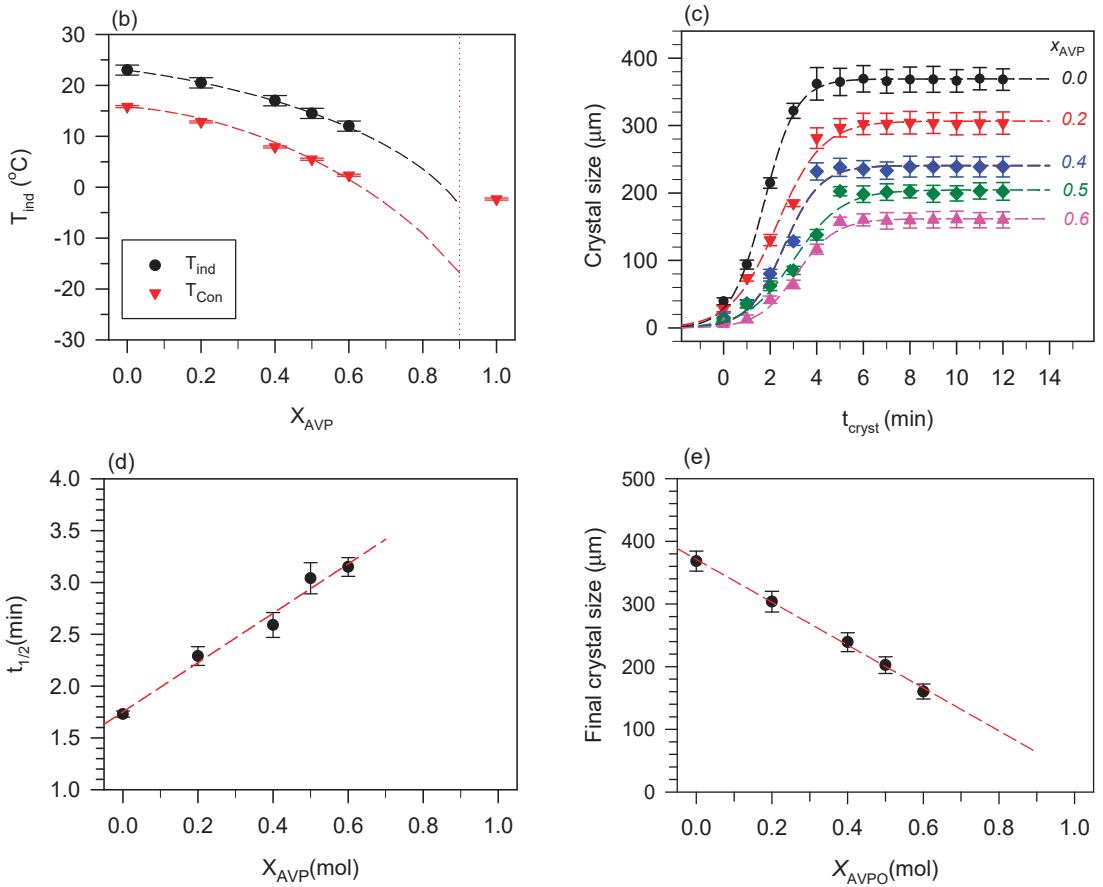 (b)
30
20
10
0
-10
-20
-30
T_ind (°C)
T_ind
T_Con
0.0 0.2 0.4 0.6 0.8 1.0
X_AVP
(c)
400
300
200
100
0
Crystal size (µm)
x_AVP
0.0
0.2
0.4
0.5
0.6
0 2 4 6 8 10 12 14
t_cryst (min)
(d)
4.0
3.5
3.0
2.5
2.0
1.5
1.0
t_1/2(min)
0.0 0.2 0.4 0.6 0.8 1.0
X_AVP(mol)
(e)
500
400
300
200
100
0
Final crystal size (µm)
0.0 0.2 0.4 0.6 0.8 1.0
X_AVPO(mol)